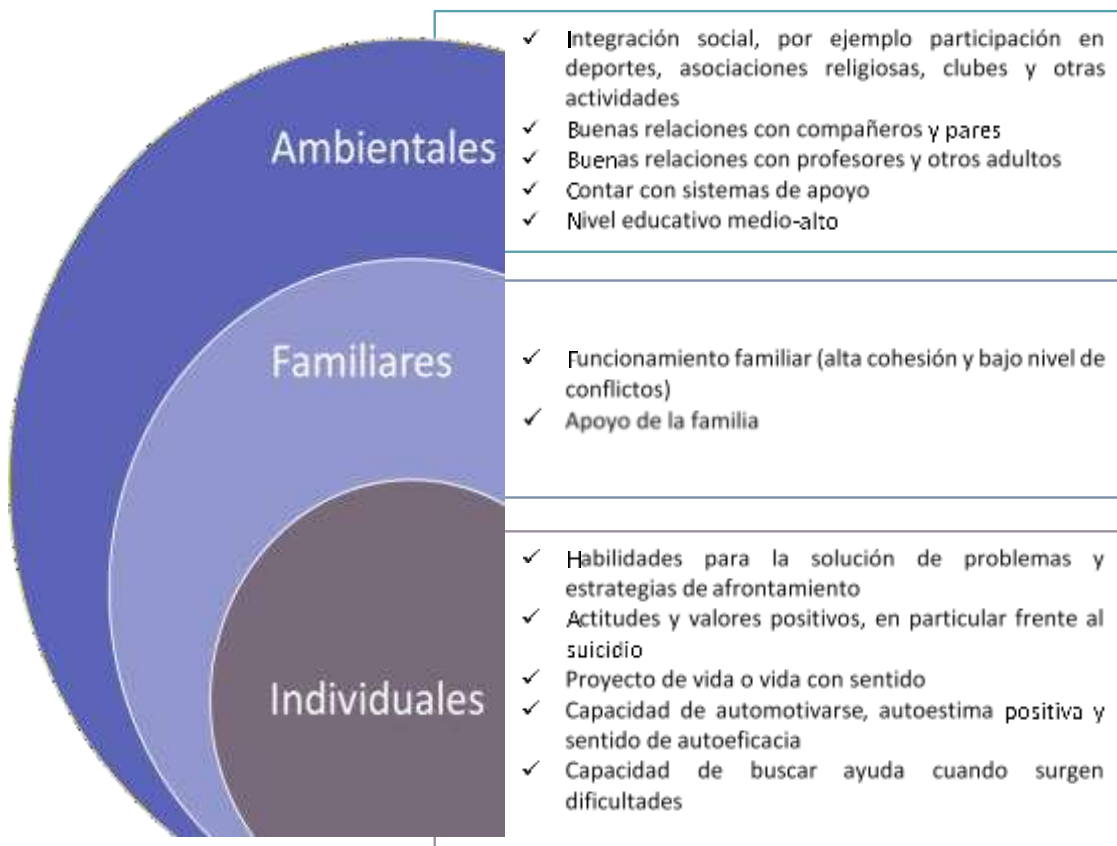 Ambientales
✓ Integración social, por ejemplo participación en
deportes, asociaciones religiosas, clubes y otras
actividades
✓ Buenas relaciones con compañeros y pares
✓ Buenas relaciones con profesores y otros adultos
✓ Contar con sistemas de apoyo
✓ Nivel educativo medio-alto
Familiares
✓ Funcionamiento familiar (alta cohesión y bajo nivel de
conflictos)
✓ Apoyo de la familia
Individuales
✓ Habilidades para la solución de problemas y
estrategias de afrontamiento
✓ Actitudes y valores positivos, en particular frente al
suicidio
✓ Proyecto de vida o vida con sentido
✓ Capacidad de automotivarse, autoestima positiva y
sentido de autoeficacia
✓ Capacidad de buscar ayuda cuando surgen
dificultades